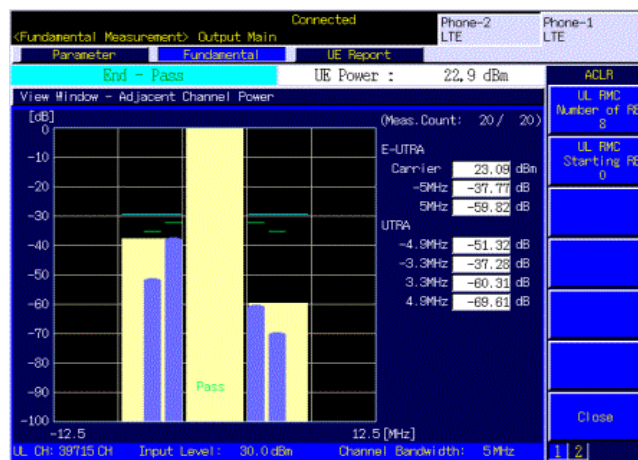 Connected
Phone-2
LTE
Phone-1
LTE
<Fundamental Measurement> Output Main
Parameter
Fundamental
UE Report
End - Pass
UE Power : 22.9 dBm
ACLR
View Window - Adjacent Channel Power
UL RMC
Number of RB
8
UL RMC
Starting RB
0
[dB]
(Meas.Count: 20/ 20)
0
-10
-20
-30
-40
-50
-60
-70
-80
-90
-100
E-UTRA
Carrier 23.09 dBm
-5MHz -37.77 dB
5MHz -59.82 dB
UTRA
-4.9MHz -51.32 dB
-3.3MHz -37.28 dB
3.3MHz -60.31 dB
4.9MHz -69.61 dB
Pass
-12.5
12.5[MHz]
Close
UL CH: 39715CH Input Level: 30.0dBm Channel Bandwidth: 5MHz
1 2